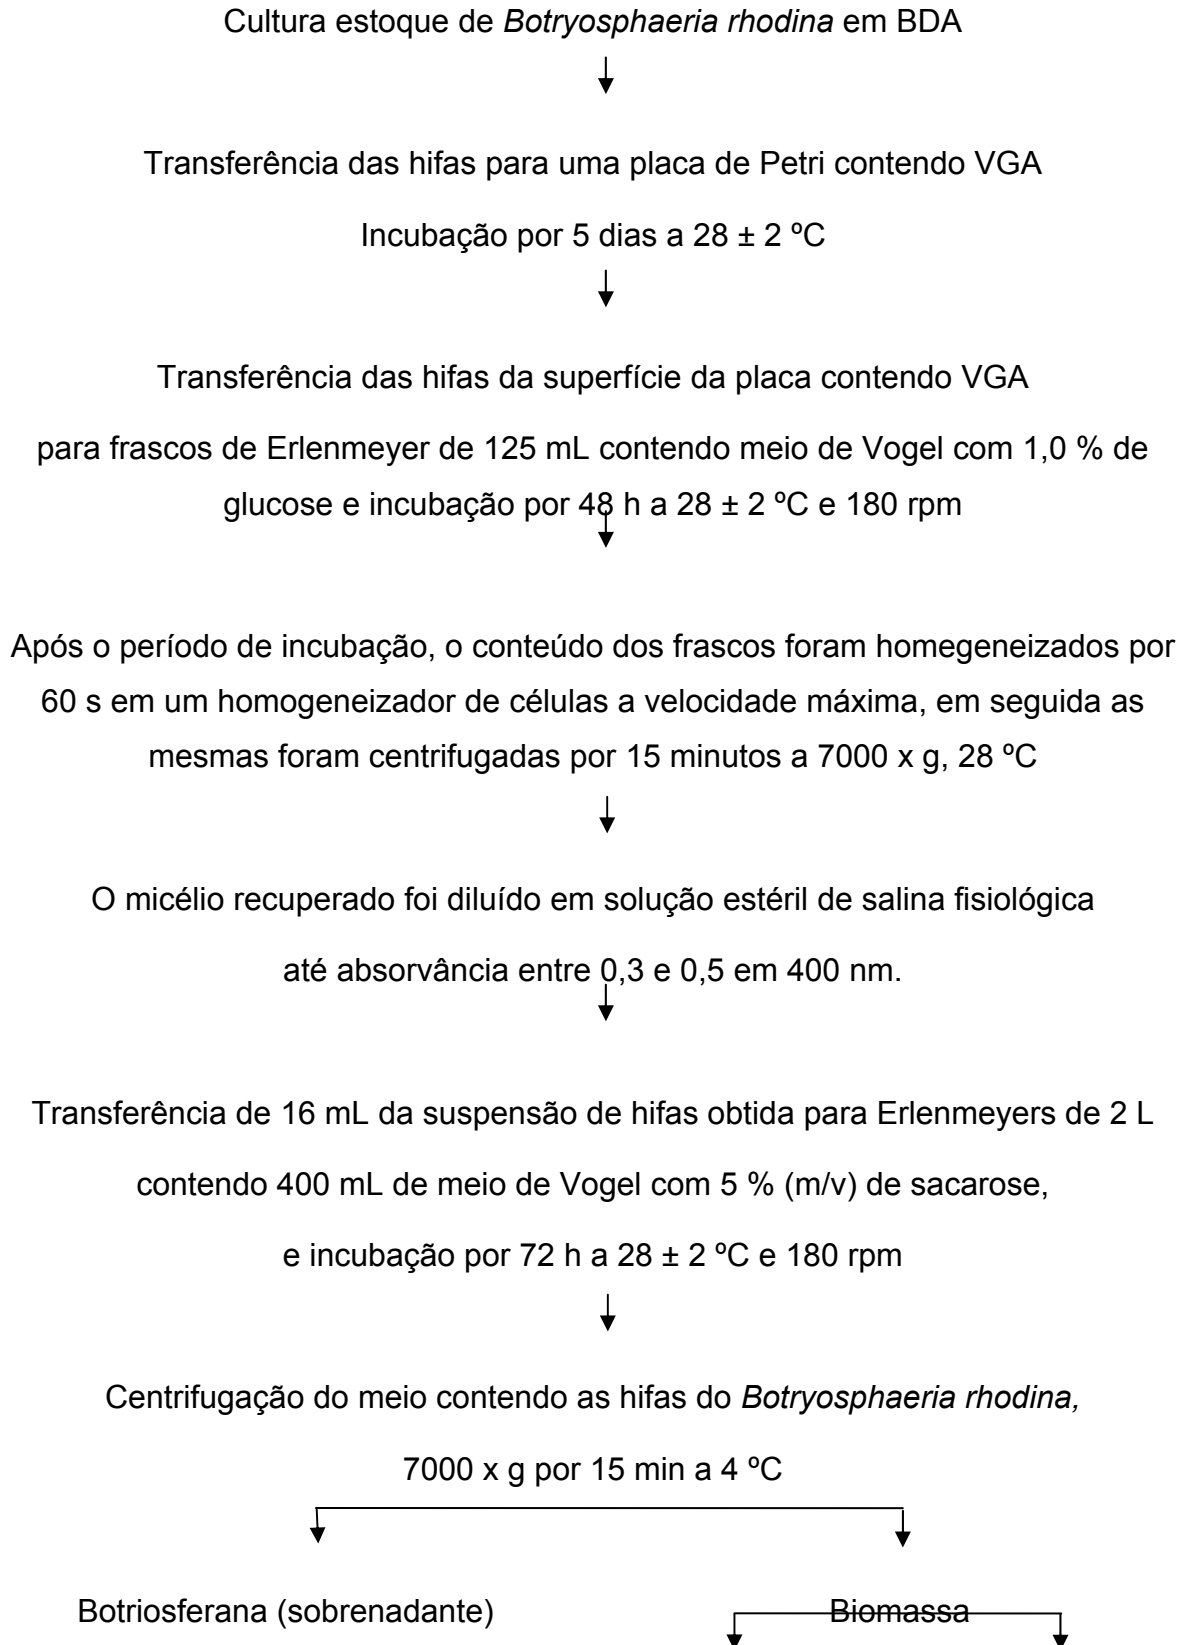 Cultura estoque de Botryosphaeria rhodina em BDA
Transferência das hifas para uma placa de Petri contendo VGA
Incubação por 5 dias a 28 ± 2 ºC
Transferência das hifas da superfície da placa contendo VGA
para frascos de Erlenmeyer de 125 mL contendo meio de Vogel com 1,0 % de
glucose e incubação por 48 h a 28 ± 2 ºC e 180 rpm
Após o período de incubação, o conteúdo dos frascos foram homegeneizados por
60 s em um homogeneizador de células a velocidade máxima, em seguida as
mesmas foram centrifugadas por 15 minutos a 7000 x g, 28 ºC
O micélio recuperado foi diluído em solução estéril de salina fisiológica
até absorvância entre 0,3 e 0,5 em 400 nm.
Transferência de 16 mL da suspensão de hifas obtida para Erlenmeyers de 2 L
contendo 400 mL de meio de Vogel com 5 % (m/v) de sacarose,
e incubação por 72 h a 28 ± 2 ºC e 180 rpm
Centrifugação do meio contendo as hifas do Botryosphaeria rhodina,
7000 x g por 15 min a 4 ºC
Botriosferana (sobrenadante) Biomassa